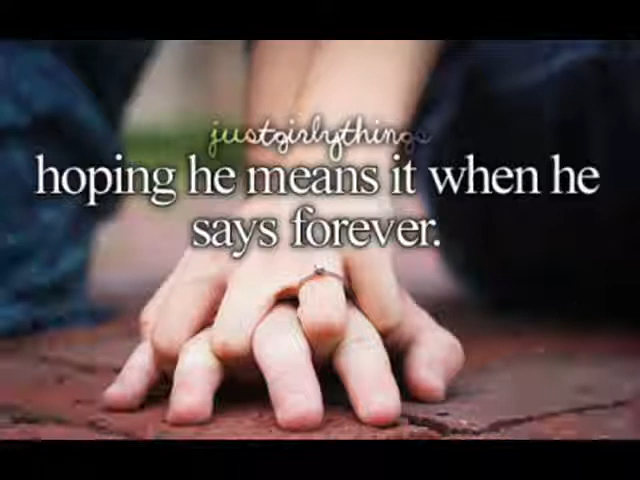 justgirlythings
hoping he means it when he
says forever.